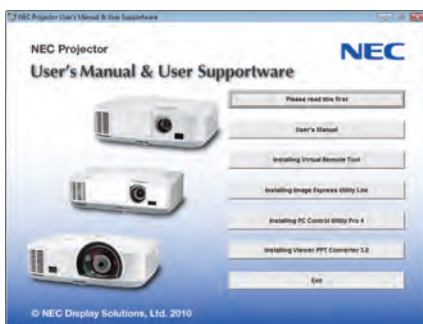 NEC Projector User's Manual & User Supportware
NEC Projector
NEC
User's Manual & User Supportware
Please read this first
User's Manual
Installing Virtual Remote Tool
Installing Image Express Utility Lite
Installing PC Control Utility Pro 4
Installing Viewer PPT Converter 3.0
Exit
© NEC Display Solutions, Ltd. 2010